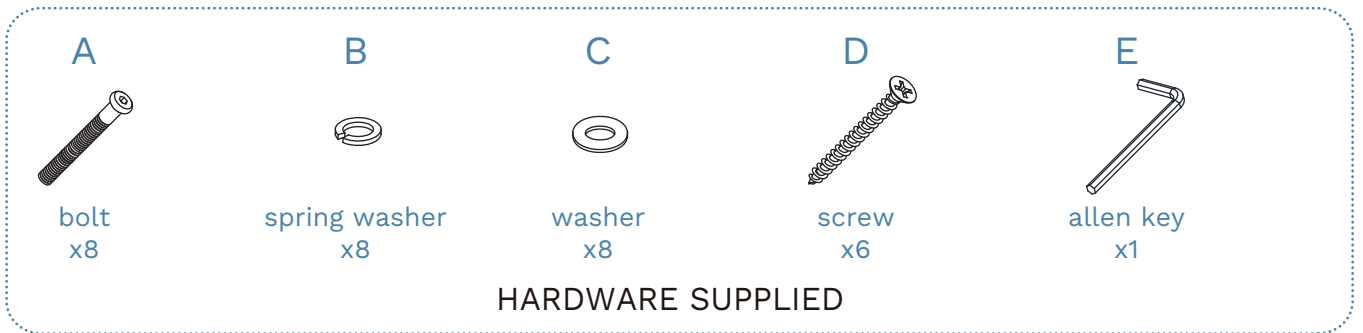 A B C D E
bolt spring washer washer screw allen key
x8 x8 x8 x6 x1
HARDWARE SUPPLIED